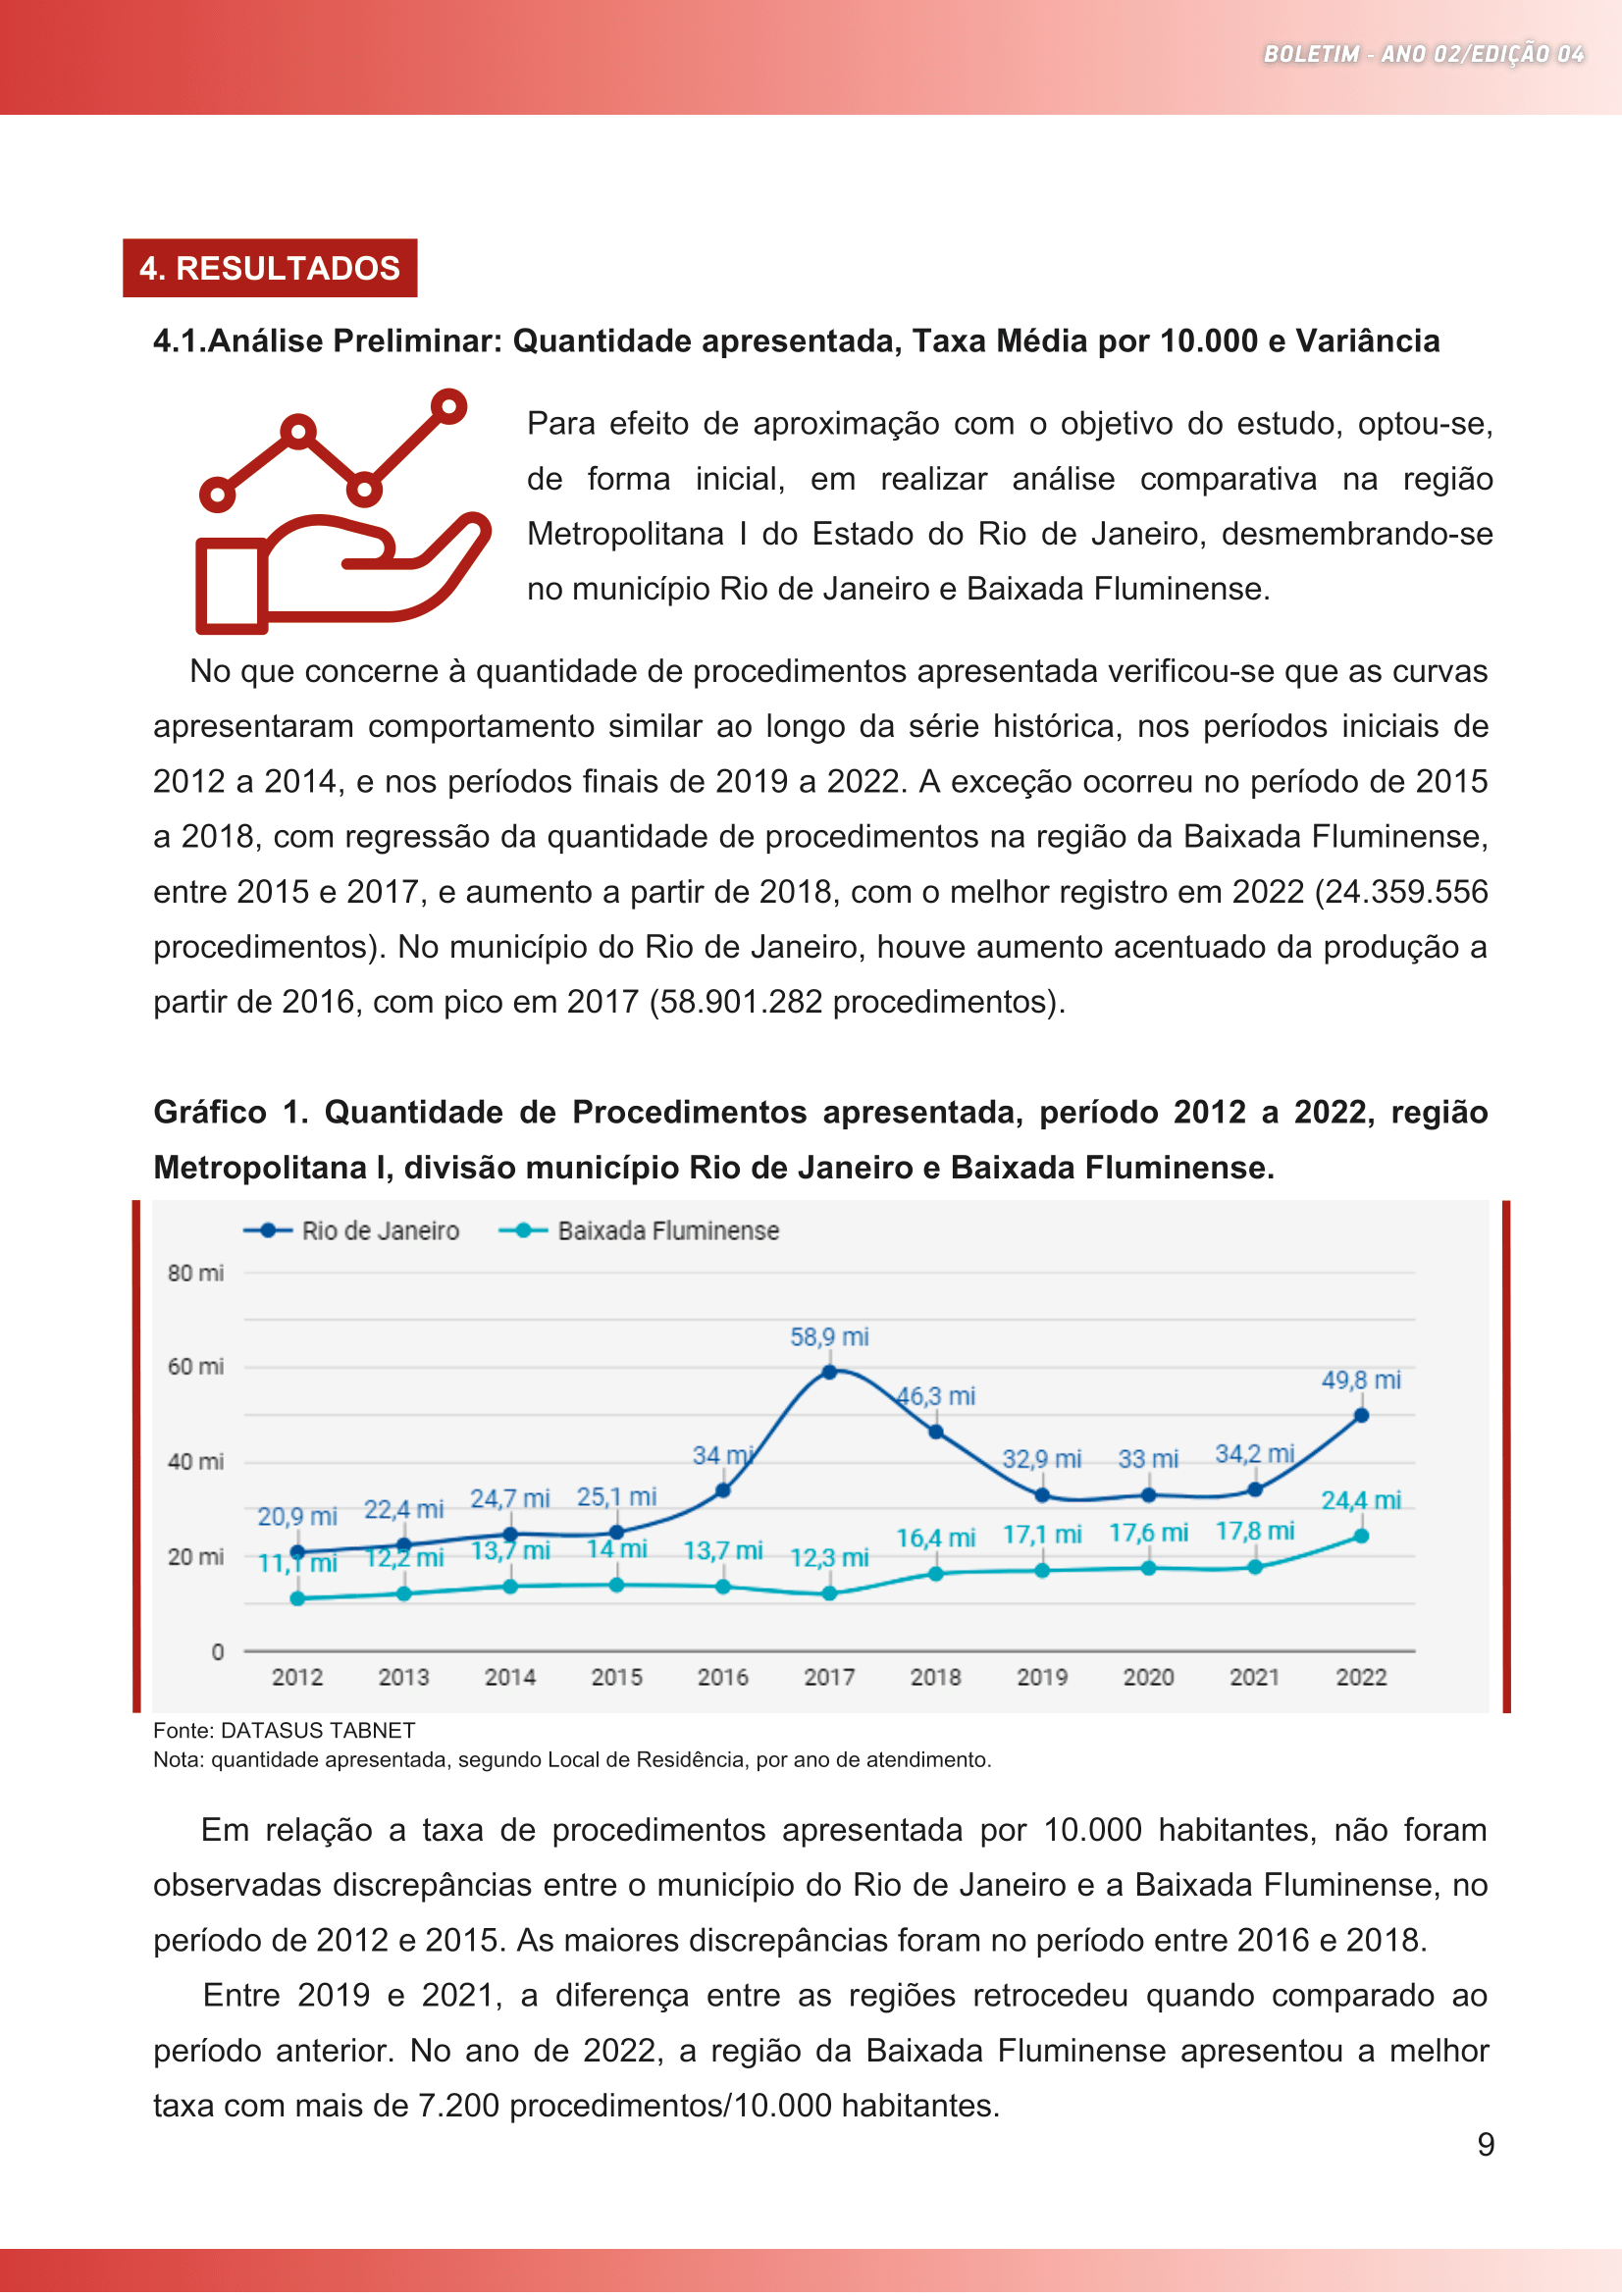 BOLETIM - ANO 02/EDIÇÃO 04
4. RESULTADOS
4.1.Análise Preliminar: Quantidade apresentada, Taxa Média por 10.000 e Variância
Para efeito de aproximação com o objetivo do estudo, optou-se,
de forma inicial, em realizar análise comparativa na região
Metropolitana I do Estado do Rio de Janeiro, desmembrando-se
no município Rio de Janeiro e Baixada Fluminense.
No que concerne à quantidade de procedimentos apresentada verificou-se que as curvas
apresentaram comportamento similar ao longo da série histórica, nos períodos iniciais de
2012 a 2014, e nos períodos finais de 2019 a 2022. A exceção ocorreu no período de 2015
a 2018, com regressão da quantidade de procedimentos na região da Baixada Fluminense,
entre 2015 e 2017, e aumento a partir de 2018, com o melhor registro em 2022 (24.359.556
procedimentos). No município do Rio de Janeiro, houve aumento acentuado da produção a
partir de 2016, com pico em 2017 (58.901.282 procedimentos).
Gráfico 1. Quantidade de Procedimentos apresentada, período 2012 a 2022, região
Metropolitana I, divisão município Rio de Janeiro e Baixada Fluminense.
Rio de Janeiro Baixada Fluminense
80 mi
60 mi
40 mi
20 mi
0
20,9 mi 22,4 mi 24,7 mi 25,1 mi 34 mi 58,9 mi 46,3 mi 32,9 mi 33 mi 34,2 mi 49,8 mi
11,1 mi 12,2 mi 13,7 mi 14 mi 13,7 mi 12,3 mi 16,4 mi 17,1 mi 17,6 mi 17,8 mi 24,4 mi
2012 2013 2014 2015 2016 2017 2018 2019 2020 2021 2022
Fonte: DATASUS TABNET
Nota: quantidade apresentada, segundo Local de Residência, por ano de atendimento.
Em relação a taxa de procedimentos apresentada por 10.000 habitantes, não foram
observadas discrepâncias entre o município do Rio de Janeiro e a Baixada Fluminense, no
período de 2012 e 2015. As maiores discrepâncias foram no período entre 2016 e 2018.
Entre 2019 e 2021, a diferença entre as regiões retrocedeu quando comparado ao
período anterior. No ano de 2022, a região da Baixada Fluminense apresentou a melhor
taxa com mais de 7.200 procedimentos/10.000 habitantes.
9